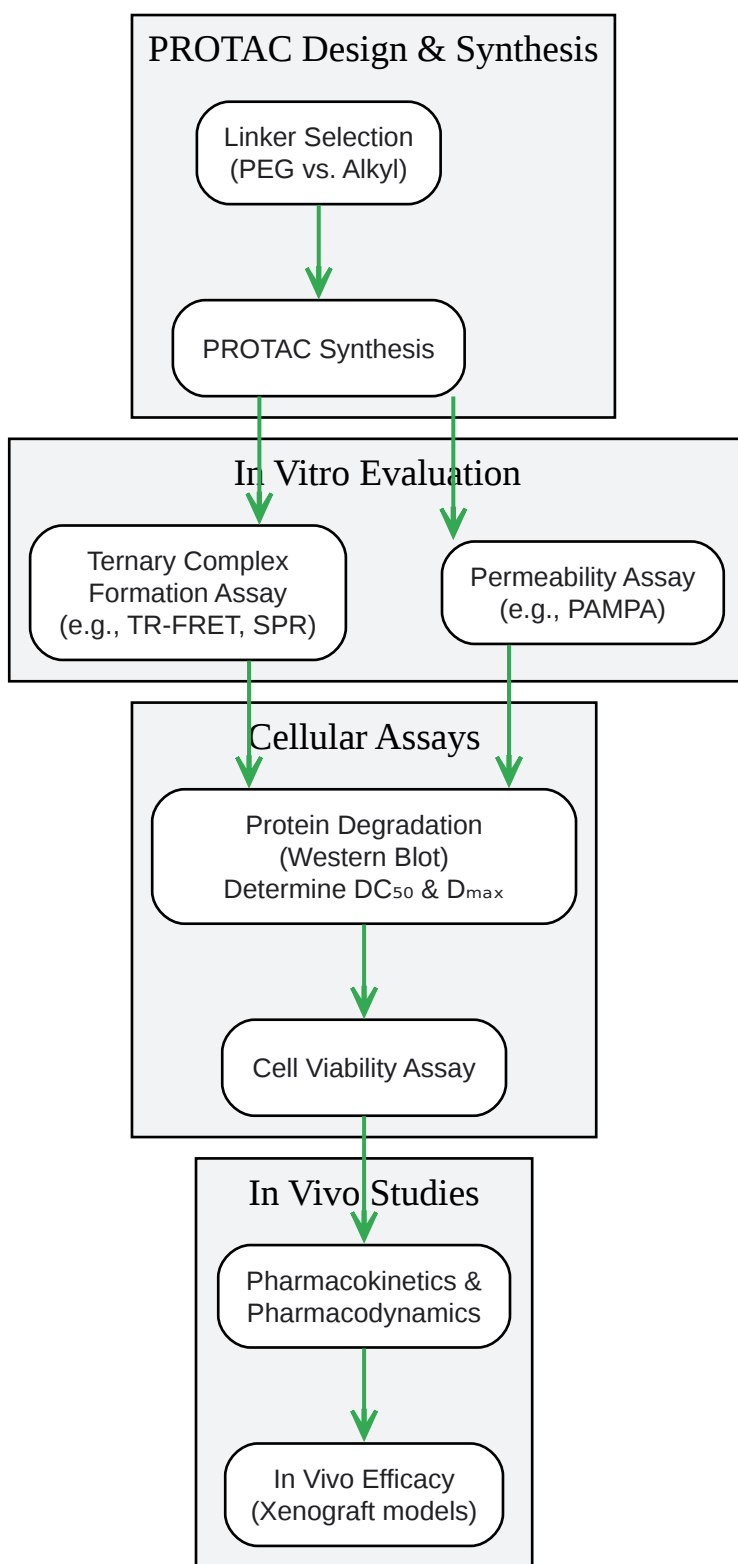 PROTAC Design & Synthesis
Linker Selection
(PEG vs. Alkyl)
PROTAC Synthesis
In Vitro Evaluation
Ternary Complex
Formation Assay
(e.g., TR-FRET, SPR)
Permeability Assay
(e.g., PAMPA)
Cellular Assays
Protein Degradation
(Western Blot)
Determine DC₅₀ & Dₘₐₓ
Cell Viability Assay
In Vivo Studies
Pharmacokinetics &
Pharmacodynamics
In Vivo Efficacy
(Xenograft models)